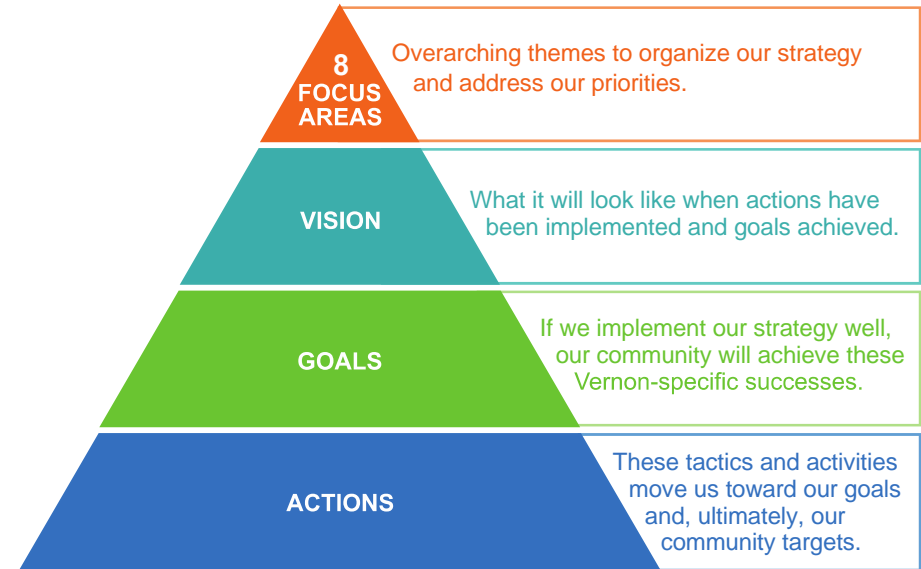 8
FOCUS
AREAS
Overarching themes to organize our strategy
and address our priorities.
VISION
What it will look like when actions have
been implemented and goals achieved.
GOALS
If we implement our strategy well,
our community will achieve these
Vernon-specific successes.
ACTIONS
These tactics and activities
move us toward our goals
and, ultimately, our
community targets.